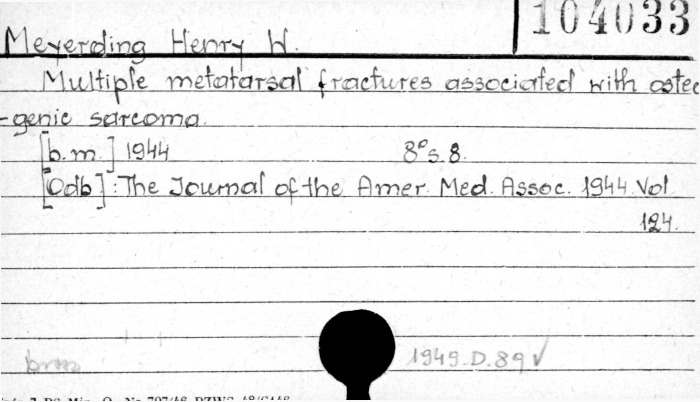 104033
Meyerding Henry W.
Multiple metatarsal fractures associated with osteo
-genic sarcoma.
[b.m.] 1944 8° s. 8.
[Odb]: The Journal of the Amer. Med. Assoc. 1944. Vol.
124.
1949.D.89 √